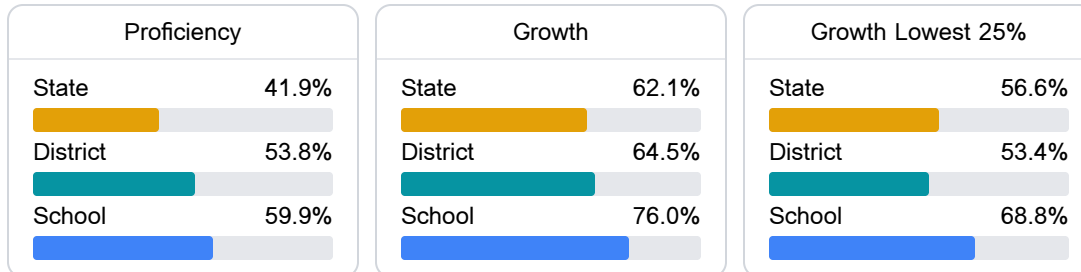 Proficiency
State 41.9%
District 53.8%
School 59.9%
Growth
State 62.1%
District 64.5%
School 76.0%
Growth Lowest 25%
State 56.6%
District 53.4%
School 68.8%